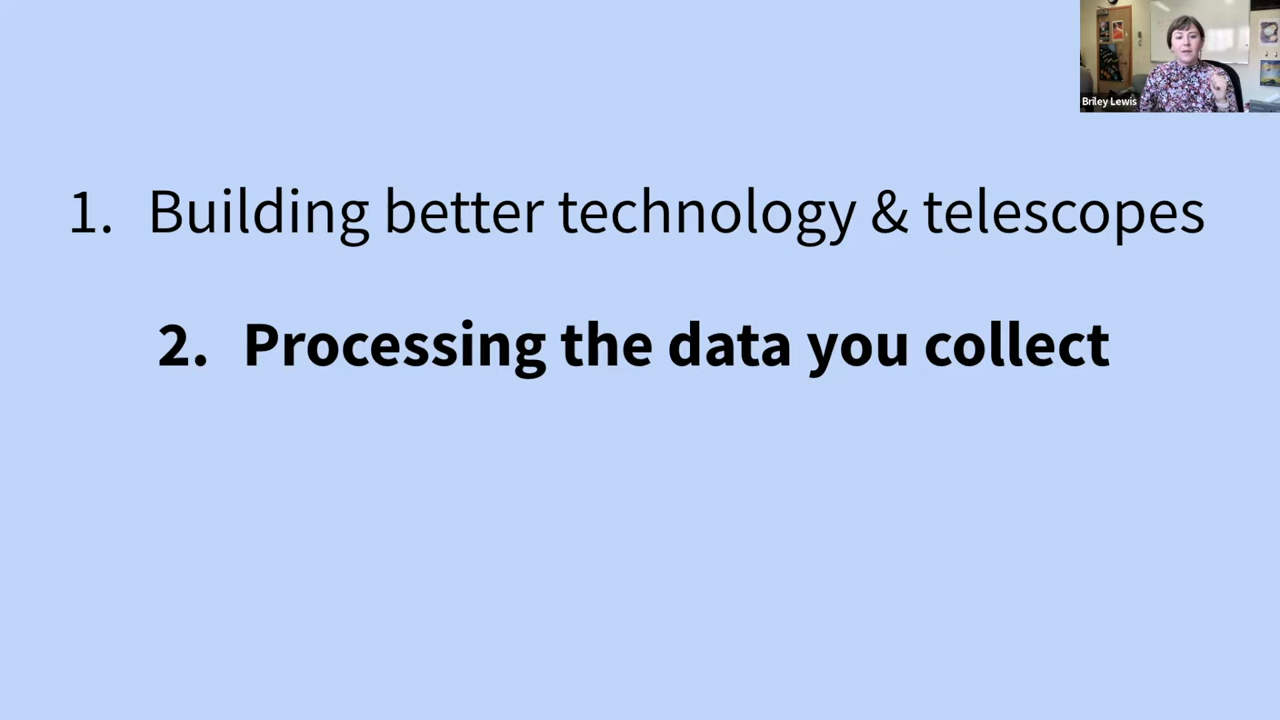 Briley Lewis
1. Building better technology & telescopes
2. Processing the data you collect